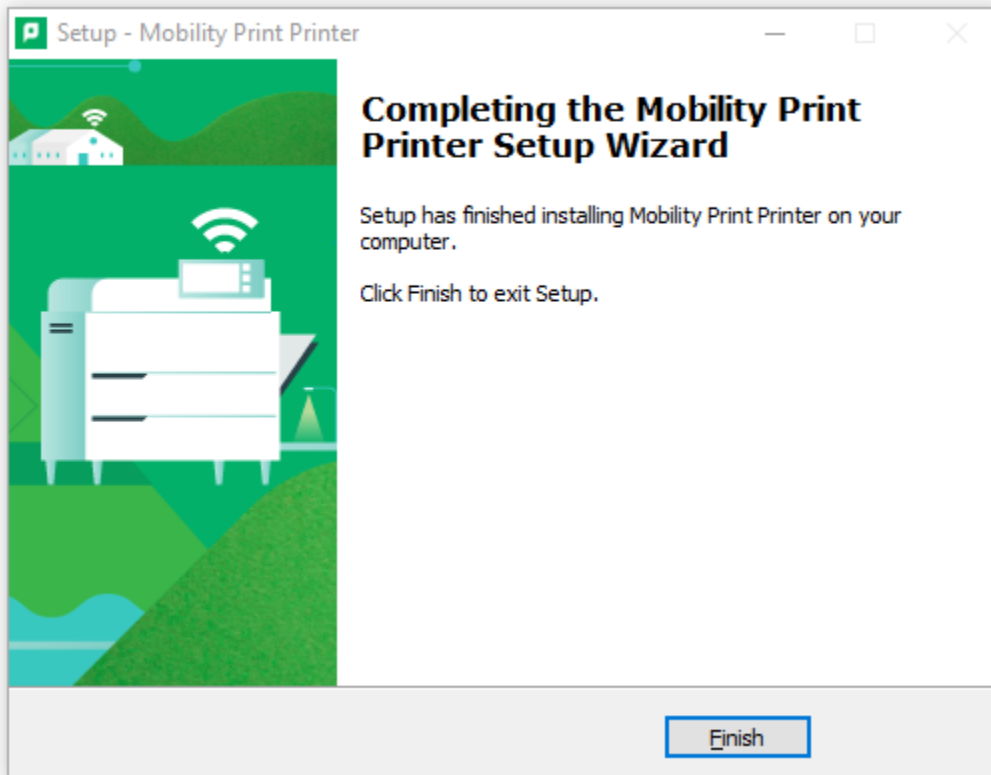 Setup - Mobility Print Printer
Completing the Mobility Print
Printer Setup Wizard
Setup has finished installing Mobility Print Printer on your
computer.
Click Finish to exit Setup.
Finish